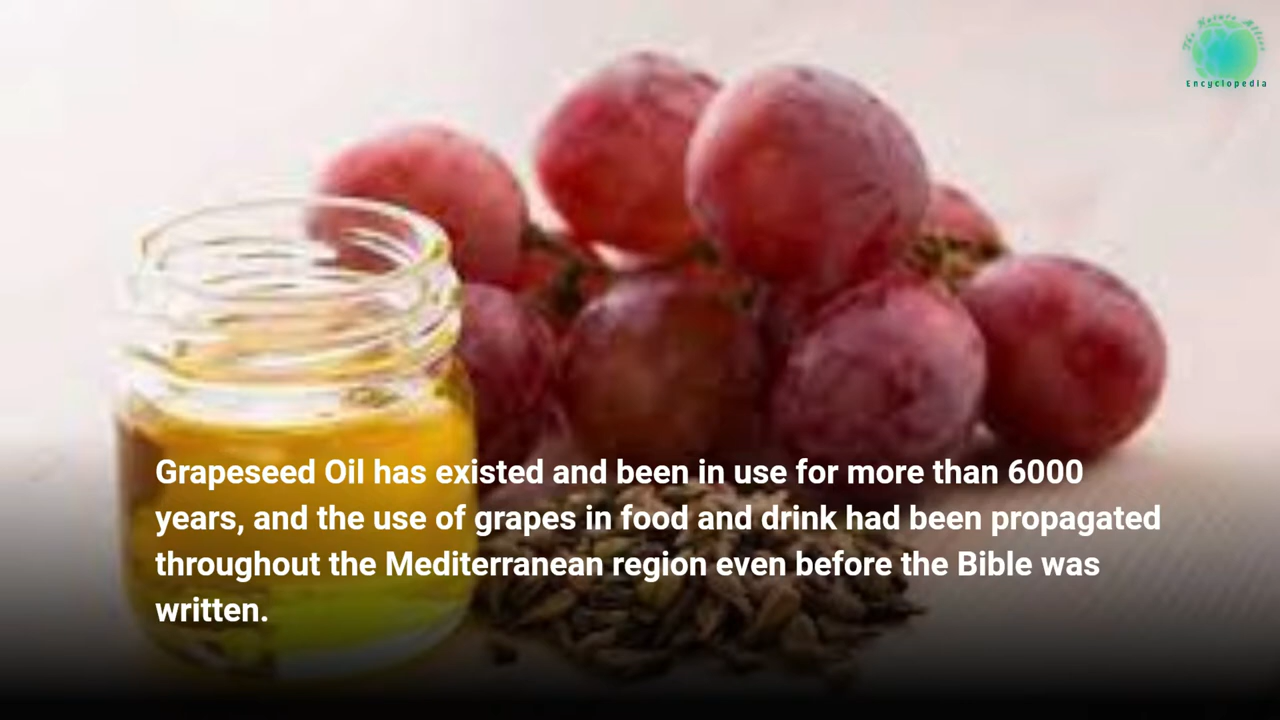 Encyclopedia
Grapeseed Oil has existed and been in use for more than 6000
years, and the use of grapes in food and drink had been propagated
throughout the Mediterranean region even before the Bible was
written.